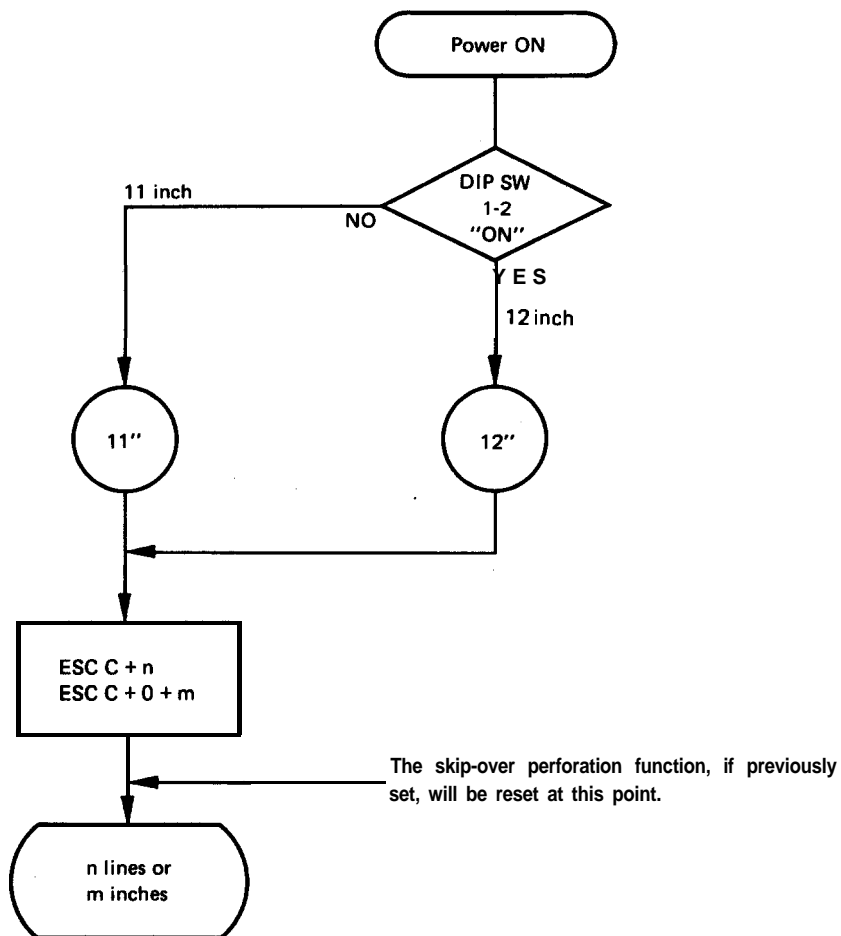 Power ON
DIP SW
1-2
"ON"
11 inch
NO
YES
12 inch
11"
12"
ESC C + n
ESC C + 0 + m
The skip-over perforation function, if previously
set, will be reset at this point.
n lines or
m inches